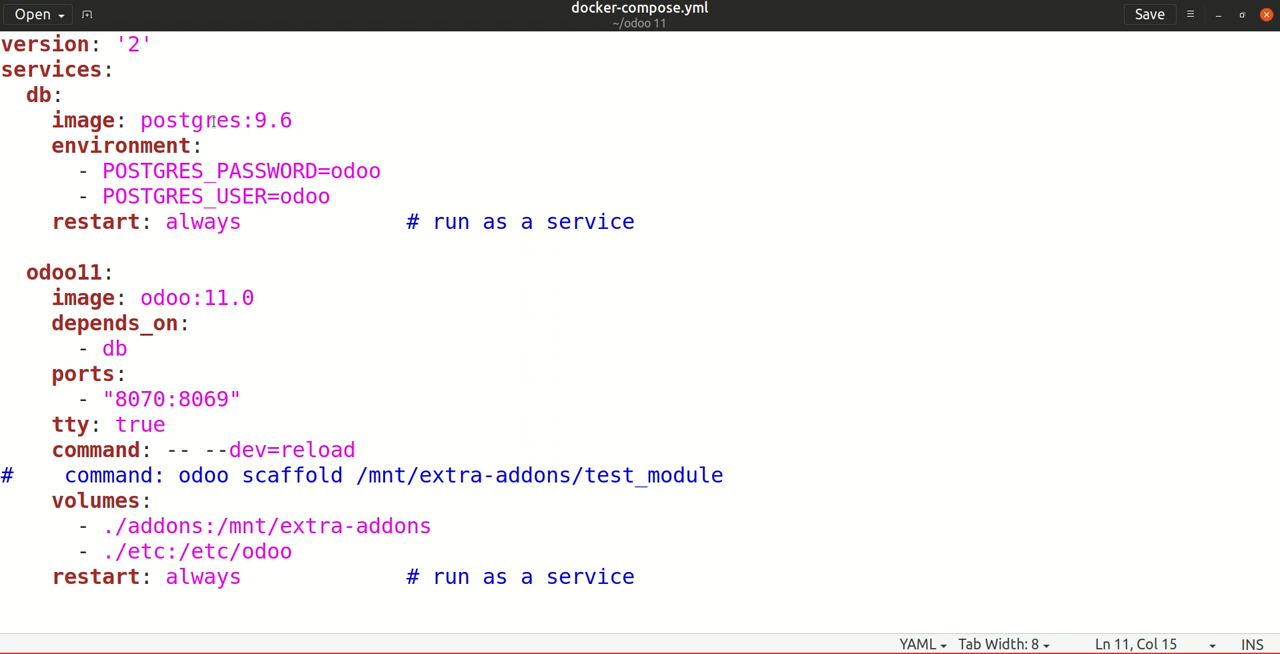 Open
docker-compose.yml
~/odoo 11
Save
version: '2'
services:
  db:
    image: postgres:9.6
    environment:
      - POSTGRES_PASSWORD=odoo
      - POSTGRES_USER=odoo
    restart: always             # run as a service

  odoo11:
    image: odoo:11.0
    depends_on:
      - db
    ports:
      - "8070:8069"
    tty: true
    command: -- --dev=reload
#    command: odoo scaffold /mnt/extra-addons/test_module
    volumes:
      - ./addons:/mnt/extra-addons
      - ./etc:/etc/odoo
    restart: always             # run as a service
YAML Tab Width: 8 Ln 11, Col 15 INS